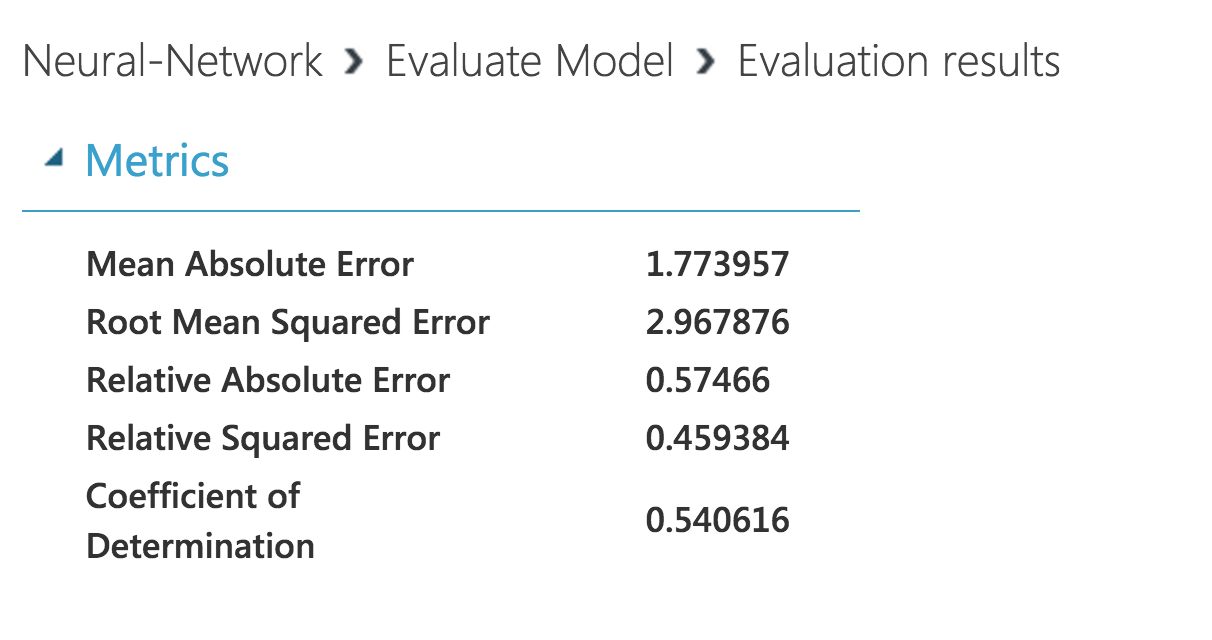 Neural-Network › Evaluate Model › Evaluation results
Metrics
Mean Absolute Error 1.773957
Root Mean Squared Error 2.967876
Relative Absolute Error 0.57466
Relative Squared Error 0.459384
Coefficient of
Determination 0.540616